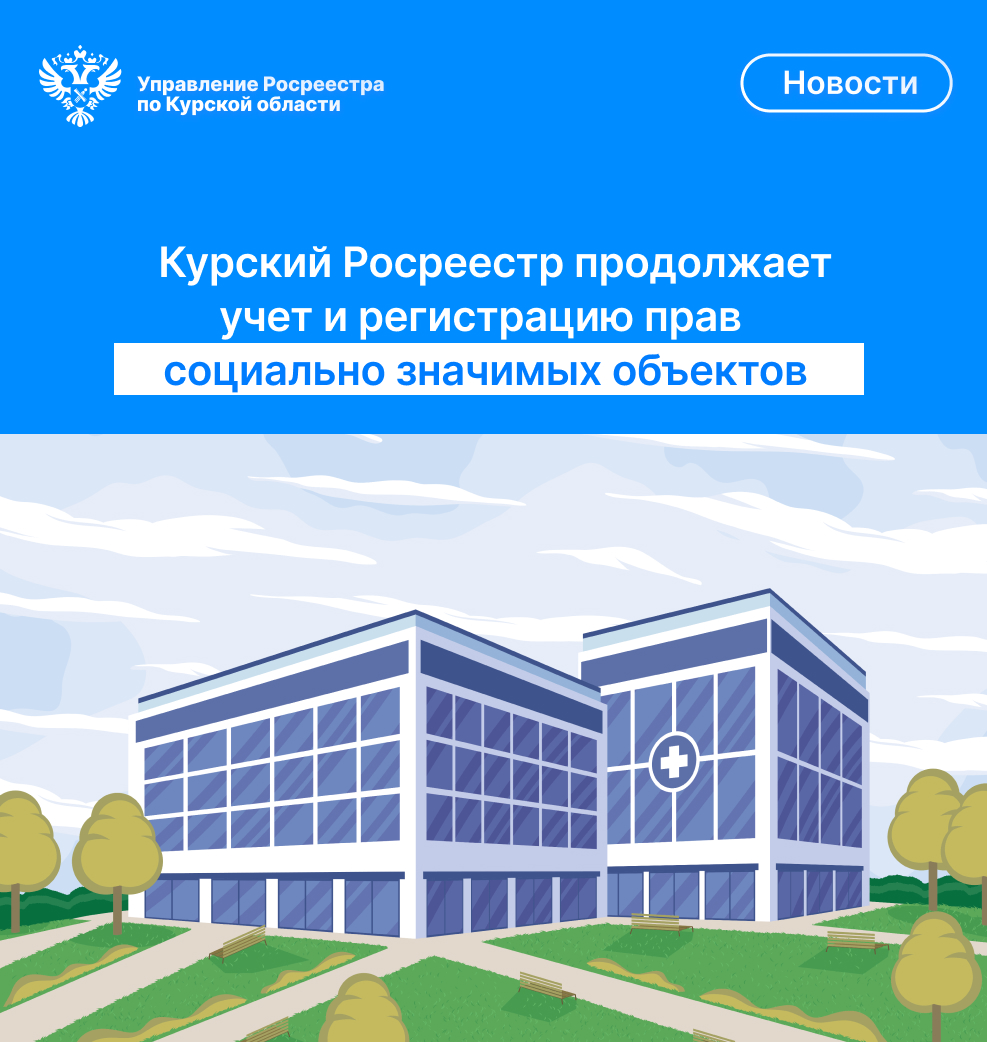 Управление Росреестра
по Курской области
Новости
Курский Росреестр продолжает
учет и регистрацию прав
социально значимых объектов